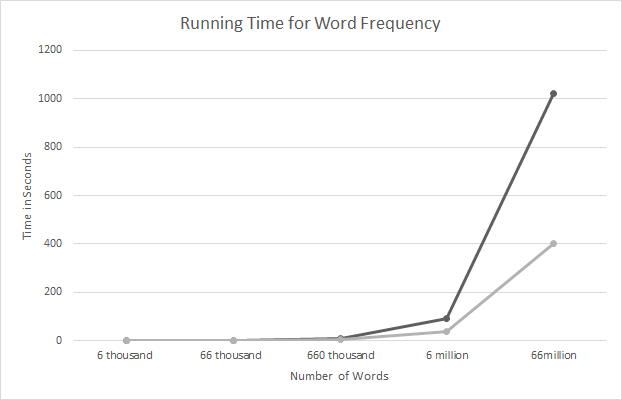 Running Time for Word Frequency
1200
1000
800
600
400
200
0
Time in Seconds
6 thousand
66 thousand
660 thousand
6 million
66million
Number of Words